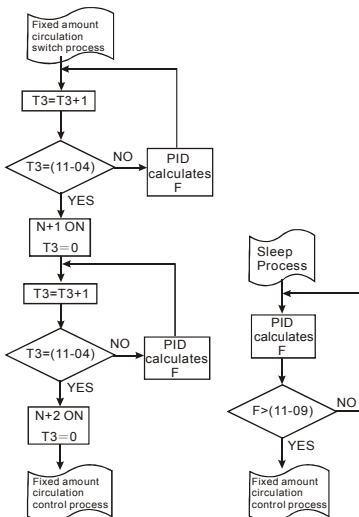 Fixed amount
circulation
switch process
T3=T3+1
T3=(11-04)
NO
PID
calculates
F
YES
N+1 ON
T3=0
T3=T3+1
T3=(11-04)
NO
PID
calculates
F
YES
N+2 ON
T3=0
Fixed amount
circulation
control process
Sleep
Process
PID
calculates
F
F>(11-09)
NO
YES
Fixed amount
circulation
control process